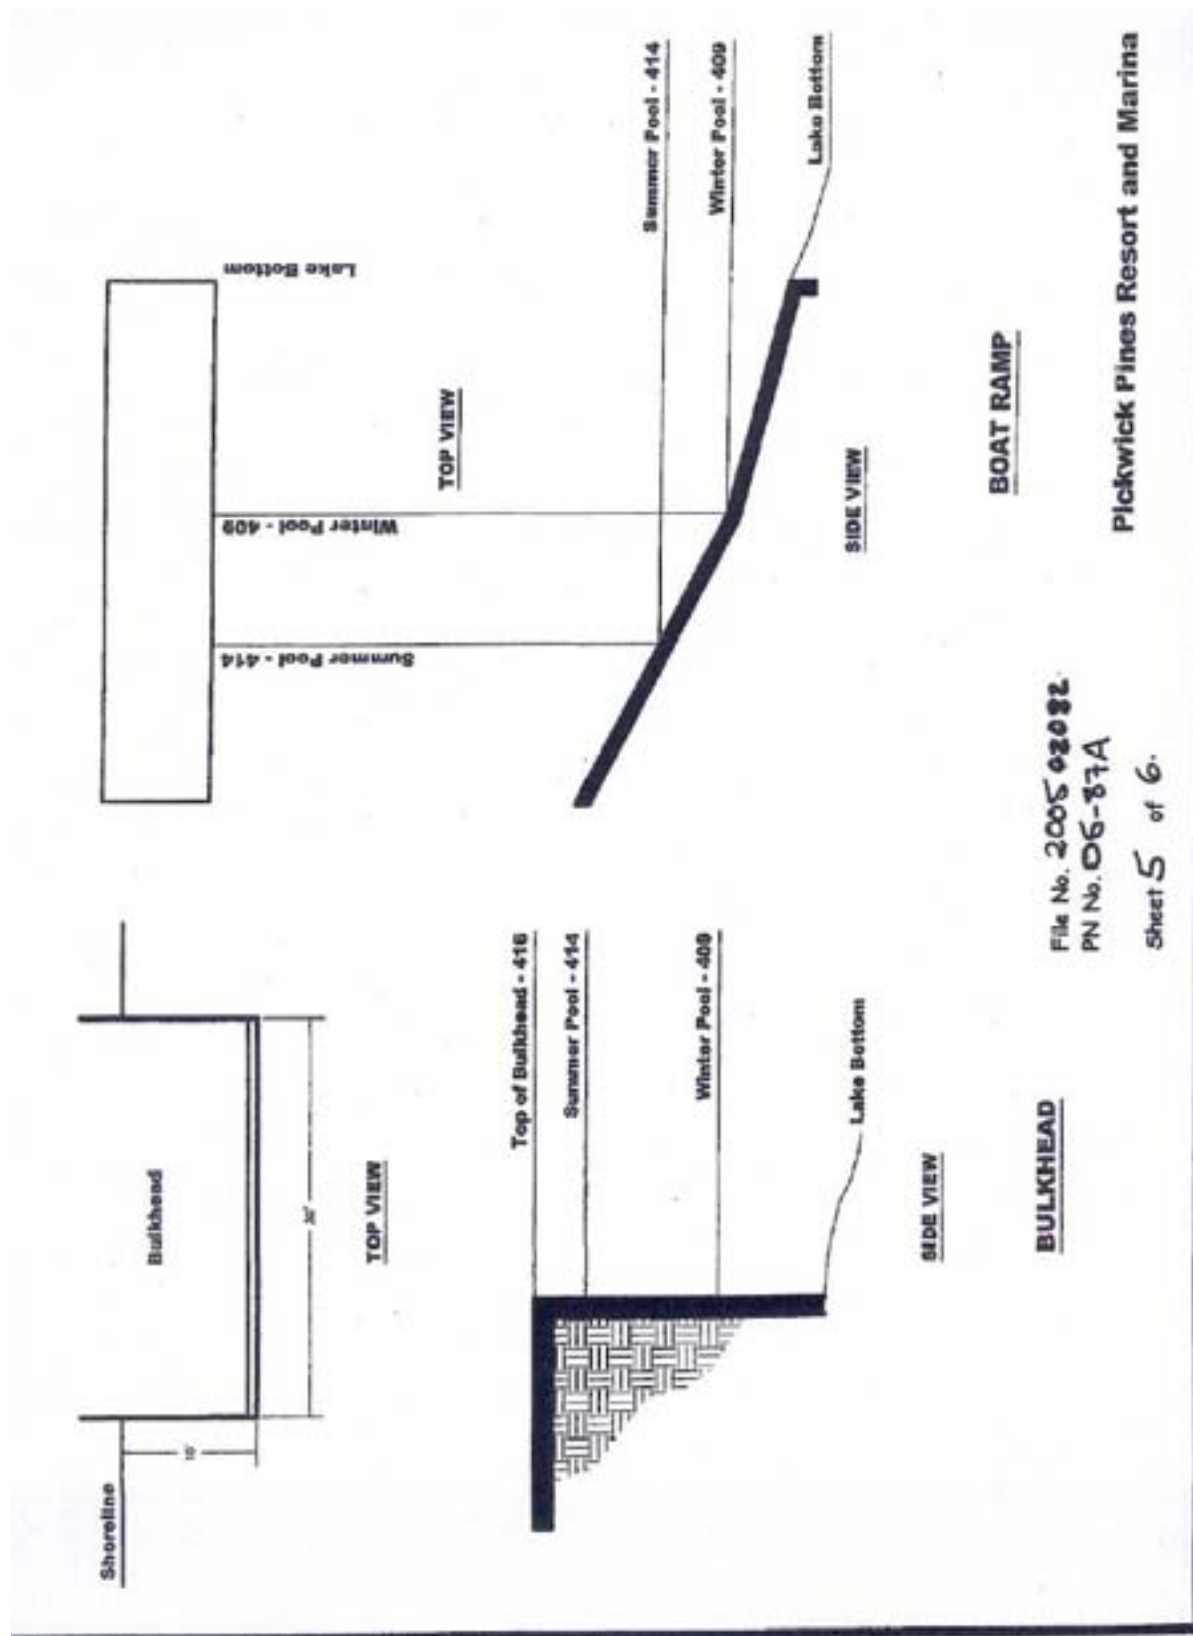 Shoreline
Bulkhead
10'
TOP VIEW
Top of Bulkhead - 416
Summer Pool - 414
Winter Pool - 409
Lake Bottom
SIDE VIEW
BULKHEAD
Lake Bottom
Winter Pool - 409
Summer Pool - 414
TOP VIEW
Summer Pool - 414
Winter Pool - 409
Lake Bottom
SIDE VIEW
BOAT RAMP
File No. 2005 02082
PN No. 06-87A
Sheet 5 of 6.
Pickwick Pines Resort and Marina